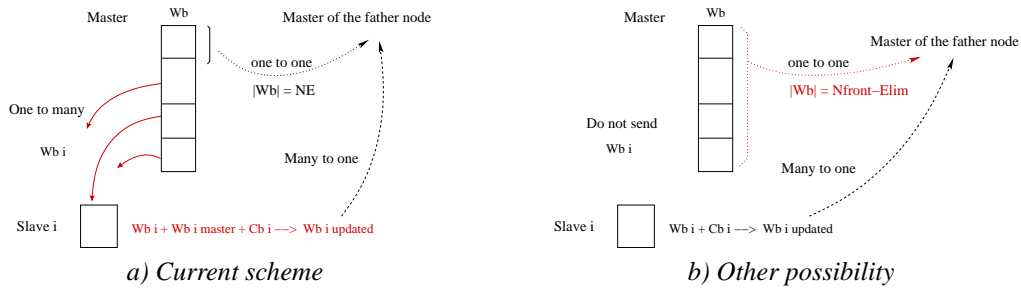 Master
Wb
Master of the father node
one to one
|Wb| = NE
One to many
Wb i
Many to one
Slave i
Wb i + Wb i master + Cb i −−> Wb i updated
a) Current scheme
Master
Wb
Master of the father node
one to one
|Wb| = Nfront−Elim
Do not send
Wb i
Many to one
Slave i
Wb i + Cb i −−> Wb i updated
b) Other possibility